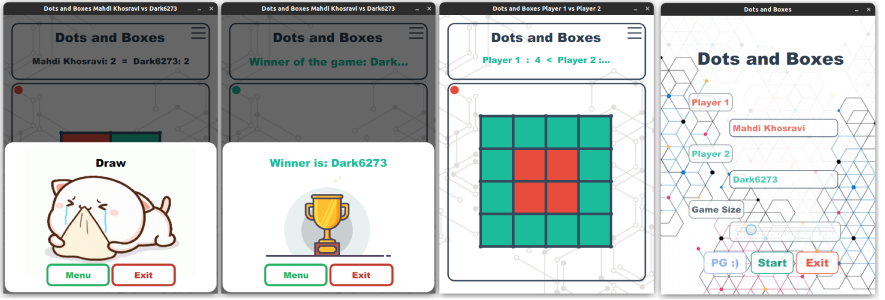 Dots and Boxes Mahdi Khosravi vs Dark6273
Dots and Boxes
Mahdi Khosravi: 2 = Dark6273: 2
Draw
Menu
Exit
Dots and Boxes Mahdi Khosravi vs Dark6273
Dots and Boxes
Winner of the game: Dark...
Winner is: Dark6273
Menu
Exit
Dots and Boxes Player 1 vs Player 2
Dots and Boxes
Player 1 : 4 < Player 2 :...
Dots and Boxes
Dots and Boxes
Player 1
Mahdi Khosravi
Player 2
Dark6273
Game Size
PG :)
Start
Exit